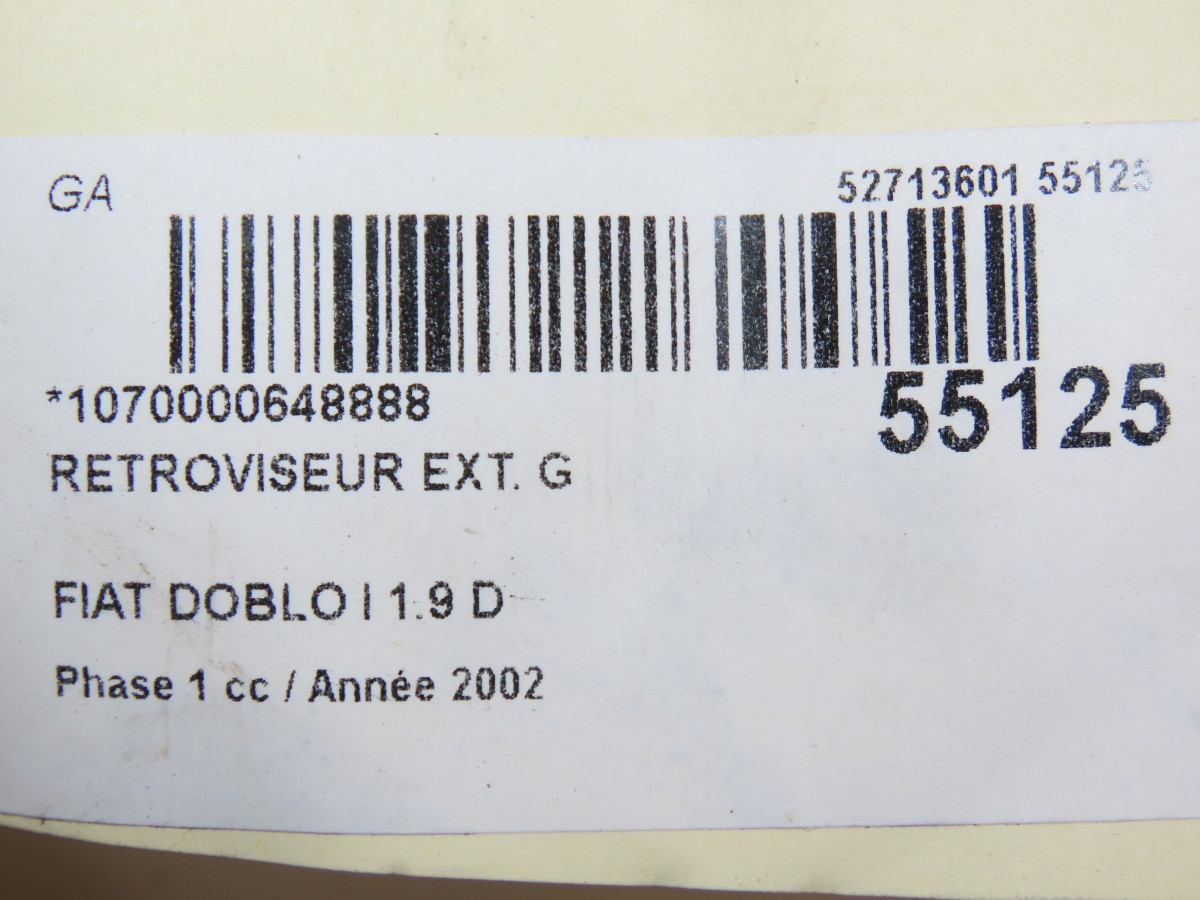 GA
52713601 55125
*1070000648888
55125
RETROVISEUR EXT. G
FIAT DOBLO I 1.9 D
Phase 1 cc / Année 2002